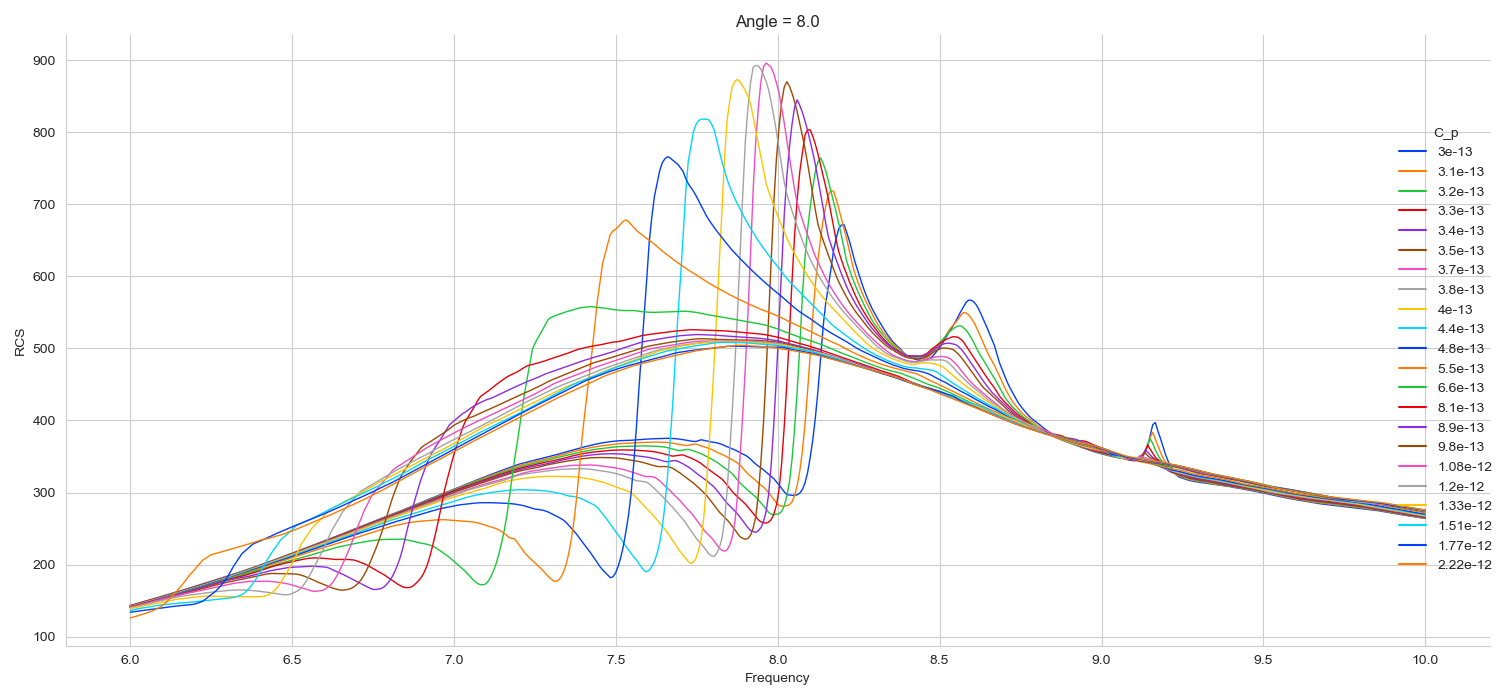 Angle = 8.0
900
800
700
600
500
400
300
200
100
RCS
6.0 6.5 7.0 7.5 8.0 8.5 9.0 9.5 10.0
Frequency
C_p
3e-13
3.1e-13
3.2e-13
3.3e-13
3.4e-13
3.5e-13
3.7e-13
3.8e-13
4e-13
4.4e-13
4.8e-13
5.5e-13
6.6e-13
8.1e-13
8.9e-13
9.8e-13
1.08e-12
1.2e-12
1.33e-12
1.51e-12
1.77e-12
2.22e-12